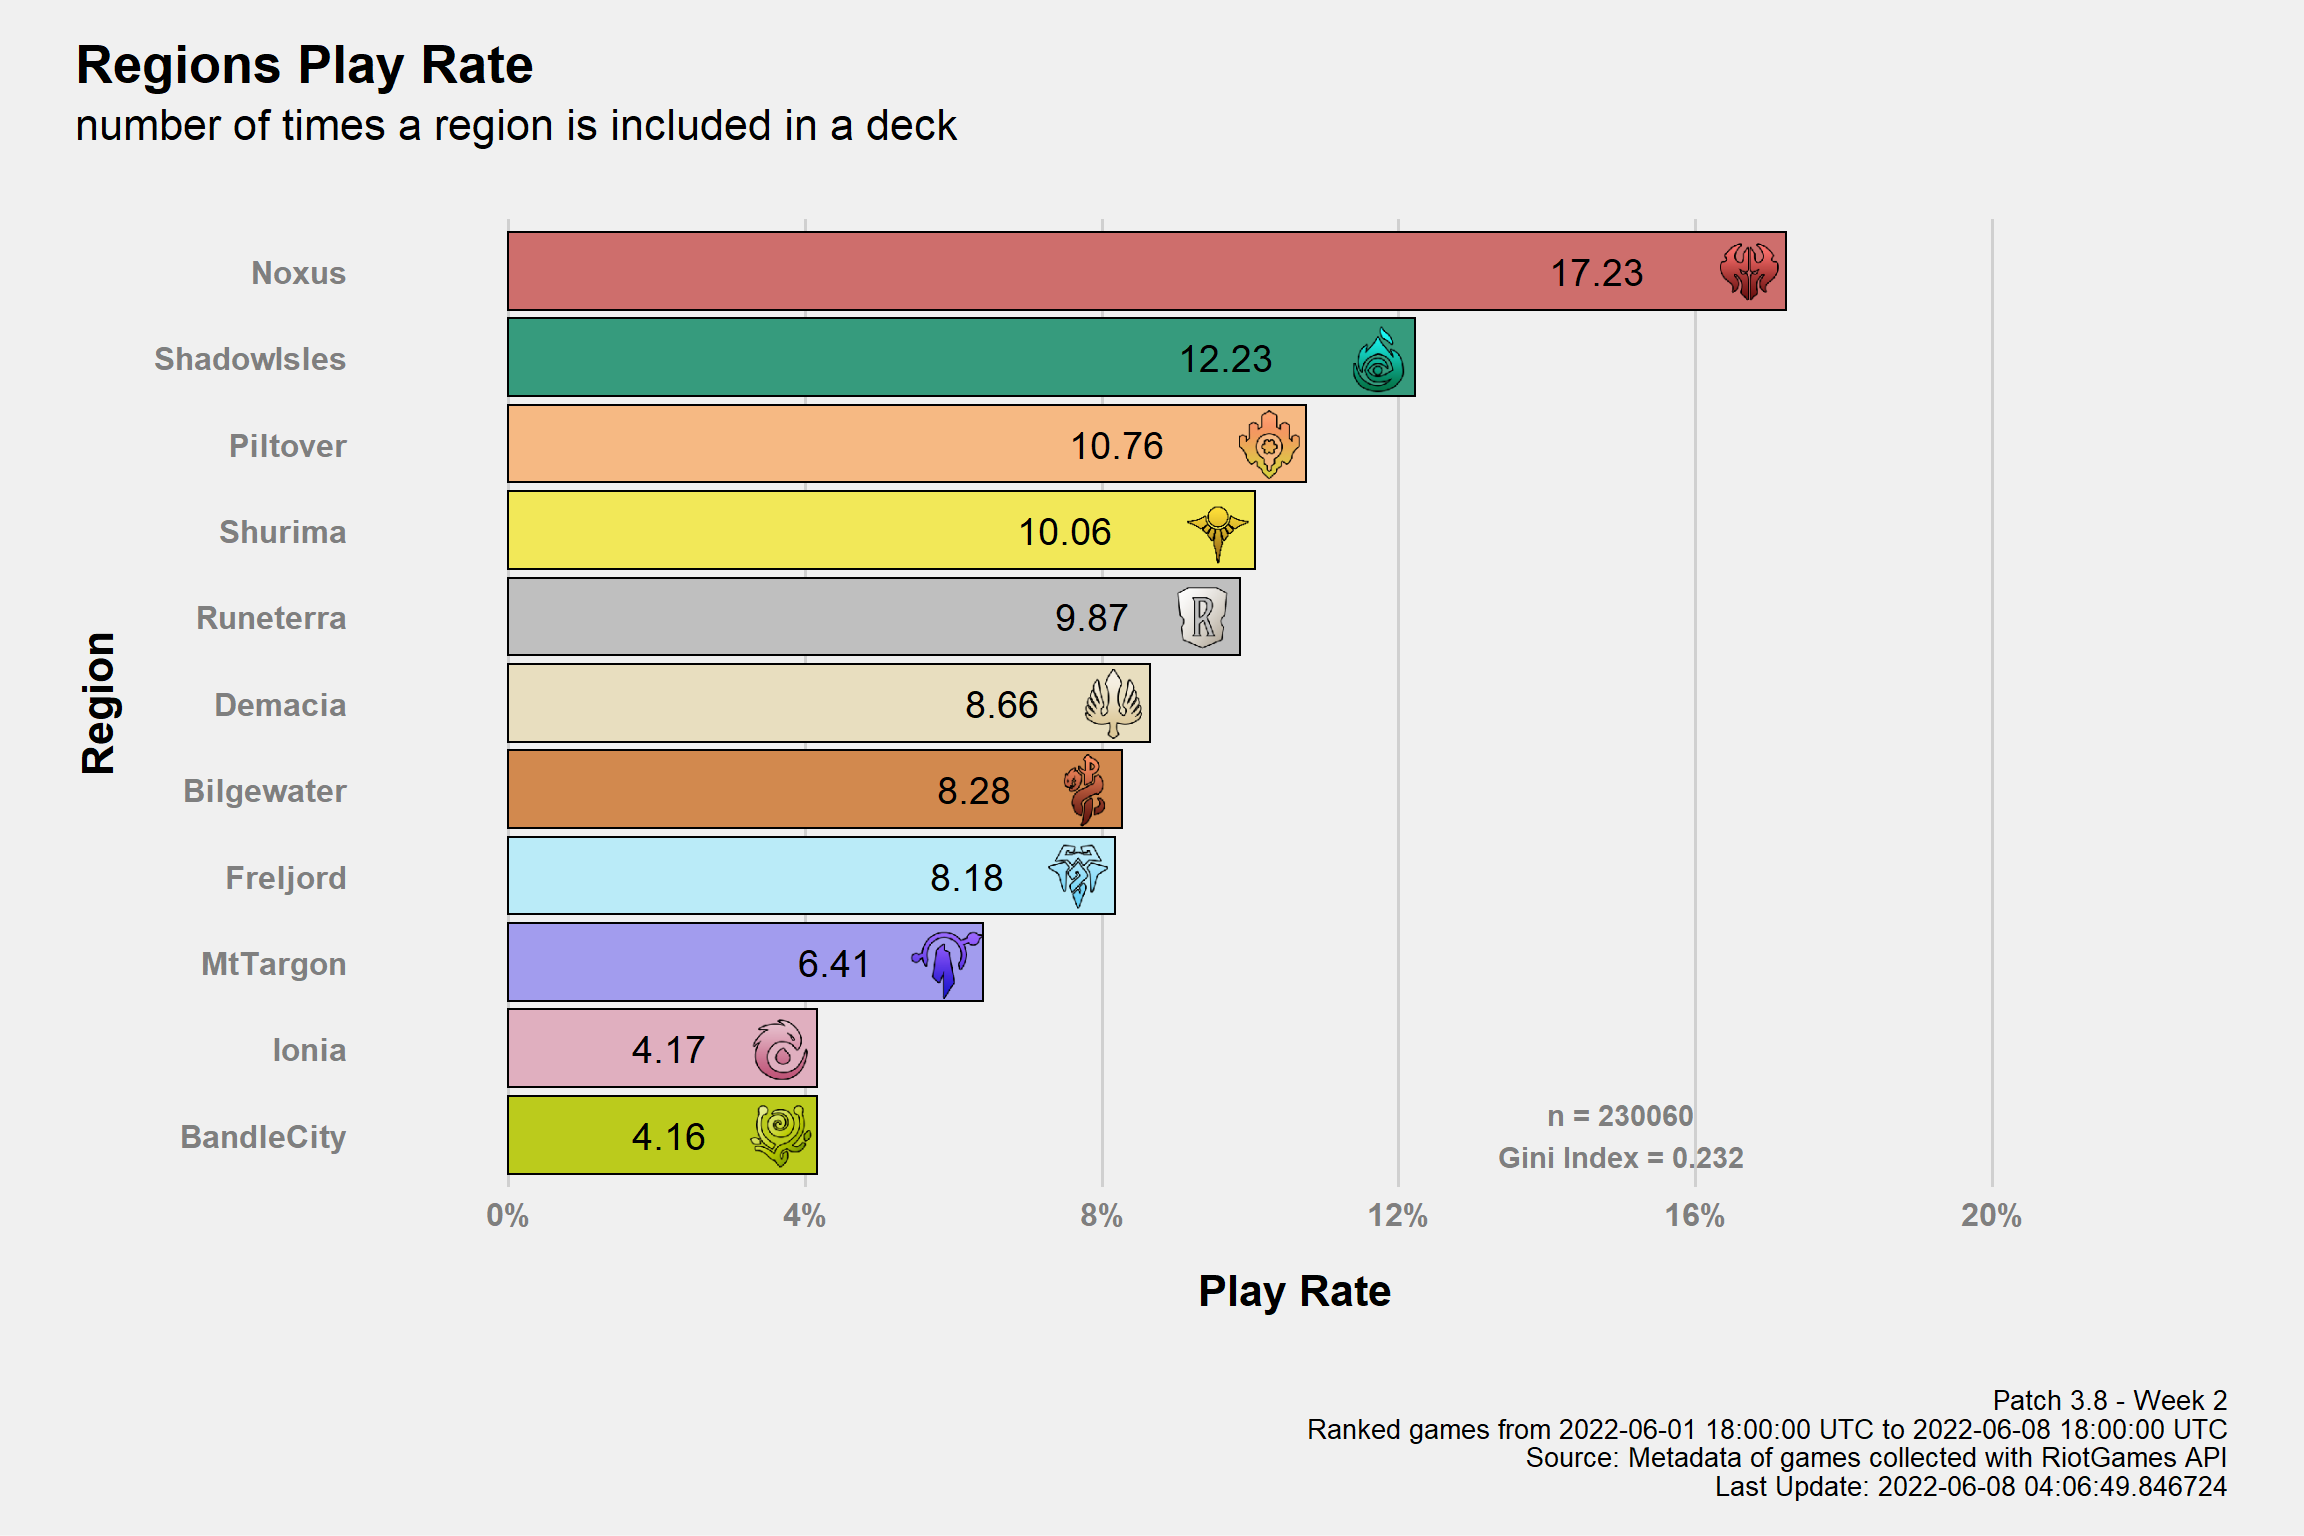 Regions Play Rate
number of times a region is included in a deck
Region
Noxus 17.23
ShadowIsles 12.23
Piltover 10.76
Shurima 10.06
Runeterra 9.87 R
Demacia 8.66
Bilgewater 8.28
Freljord 8.18
MtTargon 6.41
Ionia 4.17
BandleCity 4.16
n = 230060
Gini Index = 0.232
0% 4% 8% 12% 16% 20%
Play Rate
Patch 3.8 - Week 2
Ranked games from 2022-06-01 18:00:00 UTC to 2022-06-08 18:00:00 UTC
Source: Metadata of games collected with RiotGames API
Last Update: 2022-06-08 04:06:49.846724